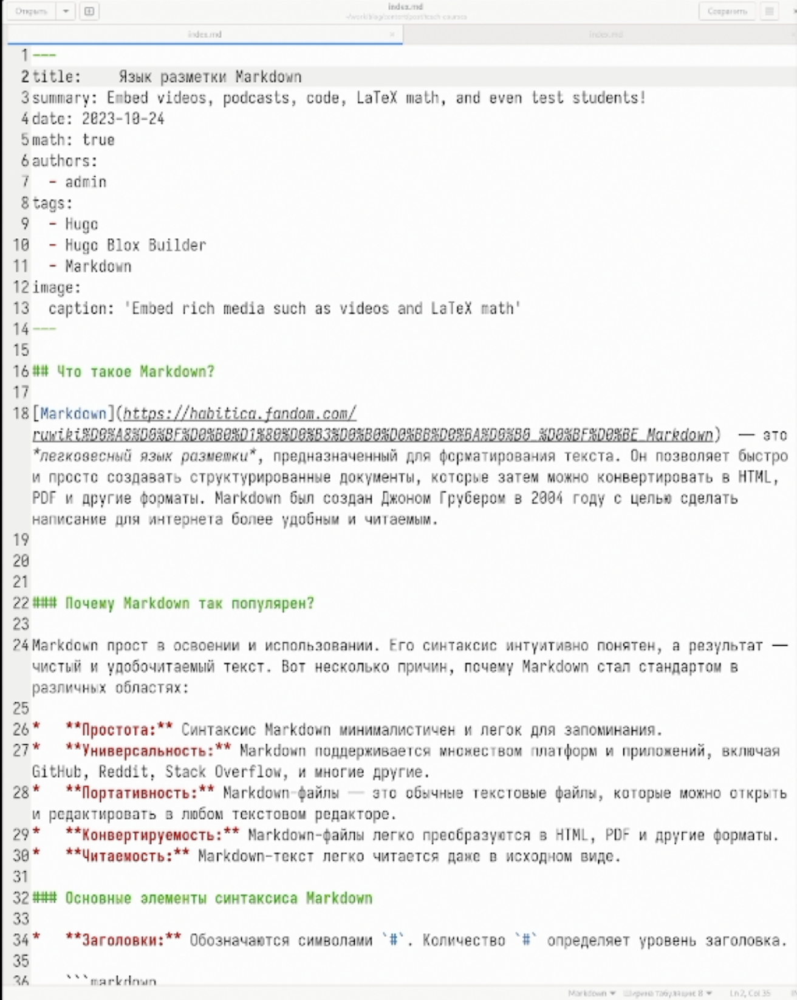 Открыть
index.md
~/work/blog/content/post/teach-courses
Сохранить
index.md
index.md
1 ---
2 title:    Язык разметки Markdown
3 summary: Embed videos, podcasts, code, LaTeX math, and even test students!
4 date: 2023-10-24
5 math: true
6 authors:
7   - admin
8 tags:
9   - Hugo
10   - Hugo Blox Builder
11   - Markdown
12 image:
13   caption: 'Embed rich media such as videos and LaTeX math'
14 ---
15
16 ## Что такое Markdown?
17
18 [Markdown](https://habitica.fandom.com/
ruwiki%D0%A8%D0%BF%D0%B0%D1%80%D0%B3%D0%B0%D0%BB%D0%BA%D0%B0_%D0%BF%D0%BE_Markdown)  — это
*легковесный язык разметки*, предназначенный для форматирования текста. Он позволяет быстро
и просто создавать структурированные документы, которые затем можно конвертировать в HTML,
PDF и другие форматы. Markdown был создан Джоном Грубером в 2004 году с целью сделать
написание для интернета более удобным и читаемым.
19
20
21
22 ### Почему Markdown так популярен?
23
24 Markdown прост в освоении и использовании. Его синтаксис интуитивно понятен, а результат —
чистый и удобочитаемый текст. Вот несколько причин, почему Markdown стал стандартом в
различных областях:
25
26 *   **Простота:** Синтаксис Markdown минималистичен и легок для запоминания.
27 *   **Универсальность:** Markdown поддерживается множеством платформ и приложений, включая
GitHub, Reddit, Stack Overflow, и многие другие.
28 *   **Портативность:** Markdown-файлы — это обычные текстовые файлы, которые можно открыть
и редактировать в любом текстовом редакторе.
29 *   **Конвертируемость:** Markdown-файлы легко преобразуются в HTML, PDF и другие форматы.
30 *   **Читаемость:** Markdown-текст легко читается даже в исходном виде.
31
32 ### Основные элементы синтаксиса Markdown
33
34 *   **Заголовки:** Обозначаются символами `#`. Количество `#` определяет уровень заголовка.
35
36     ```markdown
Markdown
Ширина табуляции: 8
Ln 2, Col 35